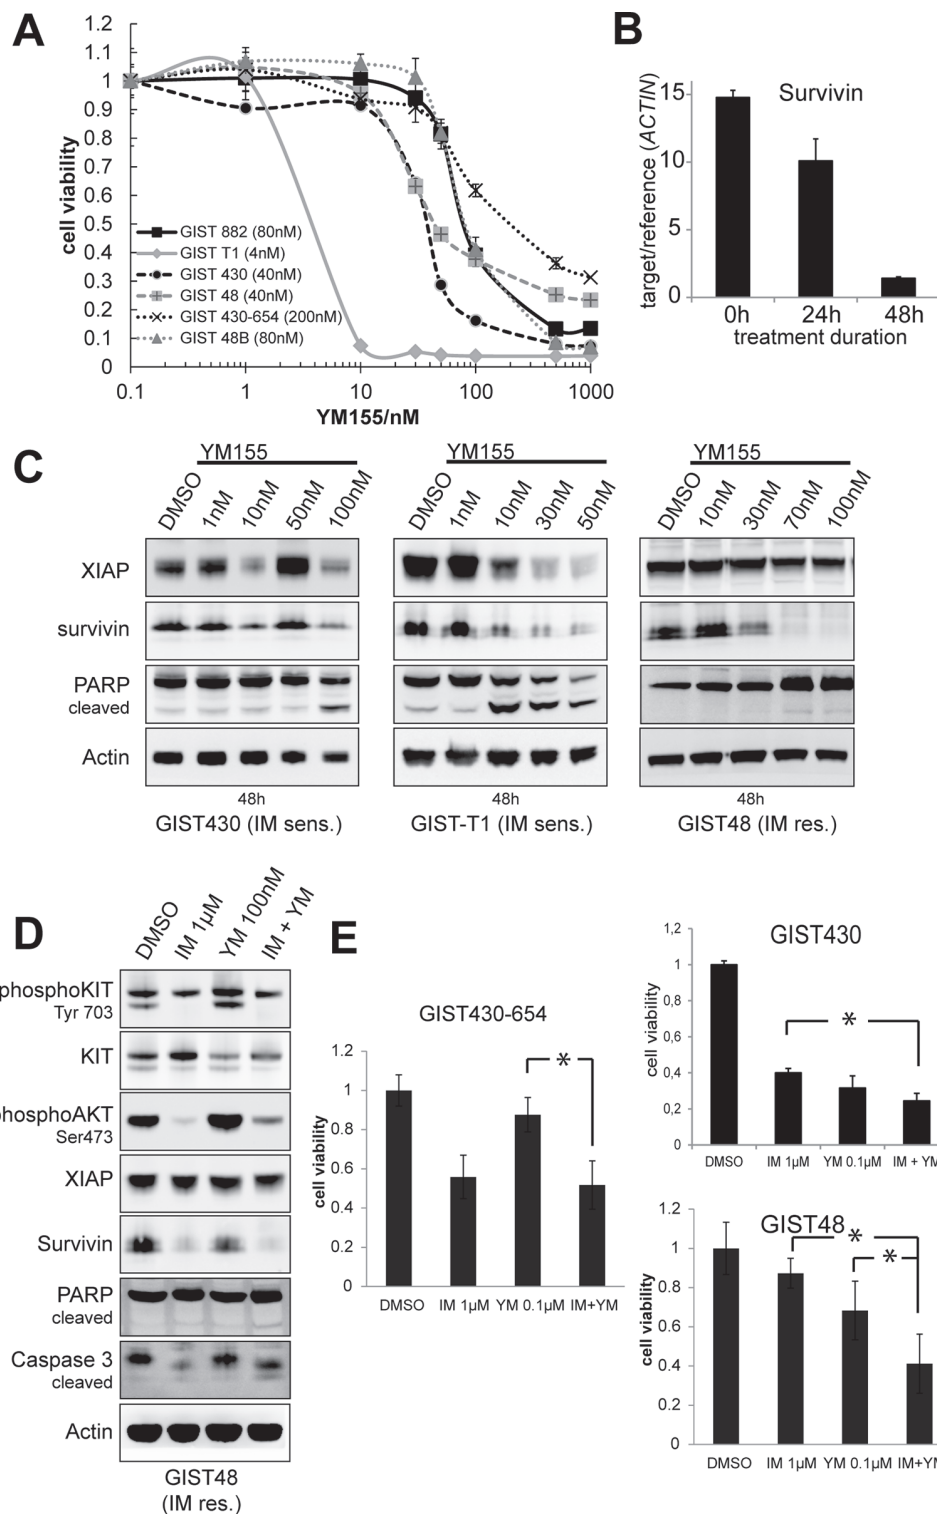 A
1.2
1.1
1
0.9
0.8
0.7
0.6
0.5
0.4
0.3
0.2
0.1
0
cell viability
GIST 882 (80nM)
GIST T1 (4nM)
GIST 430 (40nM)
GIST 48 (40nM)
GIST 430-654 (200nM)
GIST 48B (80nM)
0.1 1 10 100 1000
YM155/nM
B
Survivin
target/reference (ACTIN)
15
10
5
0
0h 24h 48h
treatment duration
C
YM155
DMSO 1nM 10nM 50nM 100nM
YM155
DMSO 1nM 10nM 30nM 50nM
YM155
DMSO 10nM 30nM 70nM 100nM
XIAP
survivin
PARP
cleaved
Actin
48h
GIST430 (IM sens.)
48h
GIST-T1 (IM sens.)
48h
GIST48 (IM res.)
D
DMSO IM 1µM YM 100nM IM + YM
phosphoKIT
Tyr 703
KIT
phosphoAKT
Ser473
XIAP
Survivin
PARP
cleaved
Caspase 3
cleaved
Actin
GIST48
(IM res.)
E
GIST430-654
cell viability
1.2
1
0.8
0.6
0.4
0.2
0
*
DMSO IM 1µM YM 0.1µM IM+YM
GIST430
cell viability
1,2
1
0,8
0,6
0,4
0,2
0
*
DMSO IM 1µM YM 0.1µM IM + YM
GIST48
cell viability
1.2
1
0.8
0.6
0.4
0.2
0
*
*
DMSO IM 1µM YM 0.1µM IM+YM